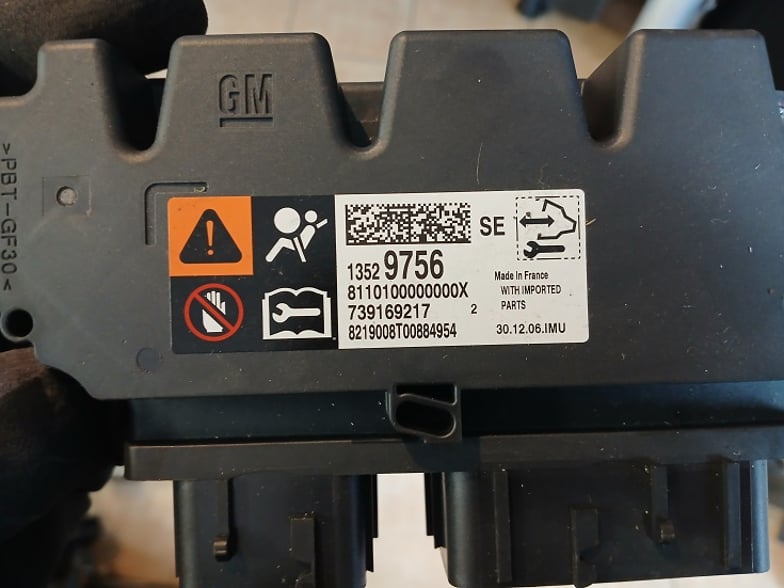 GM
>PBT-GF30<
SE
1352 9756
8110100000000X
739169217 2
8219008T00884954
Made In France
WITH IMPORTED
PARTS
30.12.06.IMU